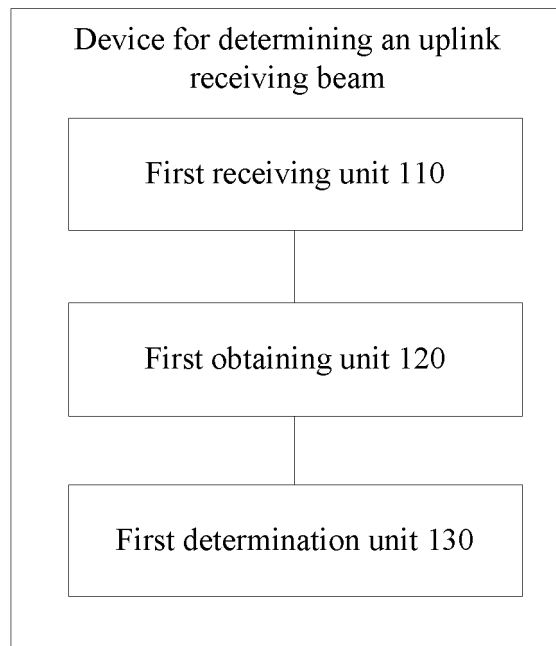 Device for determining an uplink
receiving beam
First receiving unit 110
First obtaining unit 120
First determination unit 130